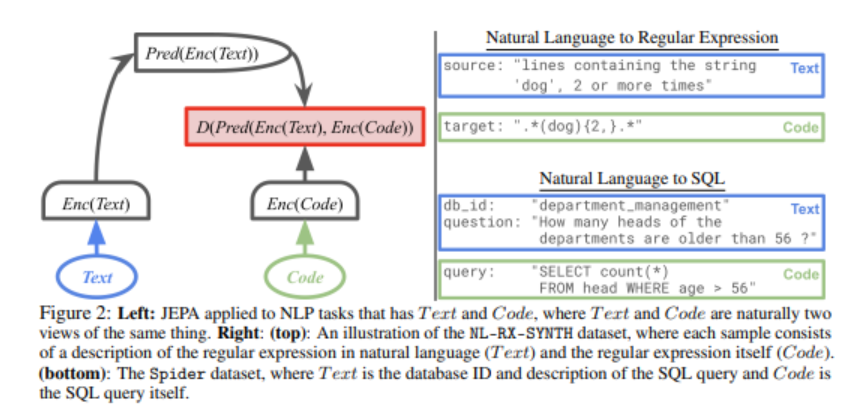 Pred(Enc(Text))
D(Pred(Enc(Text), Enc(Code))
Enc(Text)
Enc(Code)
Text
Code
Natural Language to Regular Expression
source: "lines containing the string Text
'dog', 2 or more times"
target: ".*(dog){2,}.*" Code
Natural Language to SQL
db_id: "department_management" Text
question: "How many heads of the
departments are older than 56 ?"
query: "SELECT count(*) Code
FROM head WHERE age > 56"
Figure 2: Left: JEPA applied to NLP tasks that has Text and Code, where Text and Code are naturally two
views of the same thing. Right: (top): An illustration of the NL-RX-SYNTH dataset, where each sample consists
of a description of the regular expression in natural language (Text) and the regular expression itself (Code).
(bottom): The Spider dataset, where Text is the database ID and description of the SQL query and Code is
the SQL query itself.